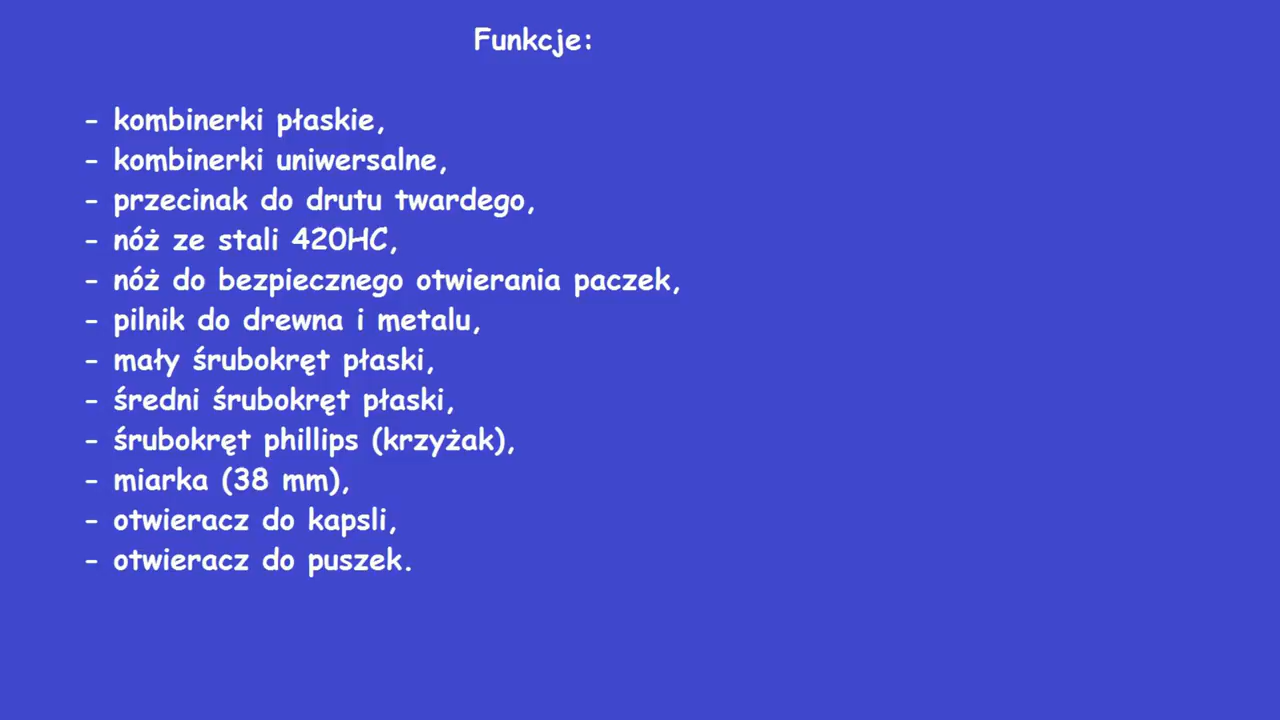 Funkcje:
- kombinerki płaskie,
- kombinerki uniwersalne,
- przecinak do drutu twardego,
- nóż ze stali 420HC,
- nóż do bezpiecznego otwierania paczek,
- pilnik do drewna i metalu,
- mały śrubokręt płaski,
- średni śrubokręt płaski,
- śrubokręt phillips (krzyżak),
- miarka (38 mm),
- otwieracz do kapsli,
- otwieracz do puszek.